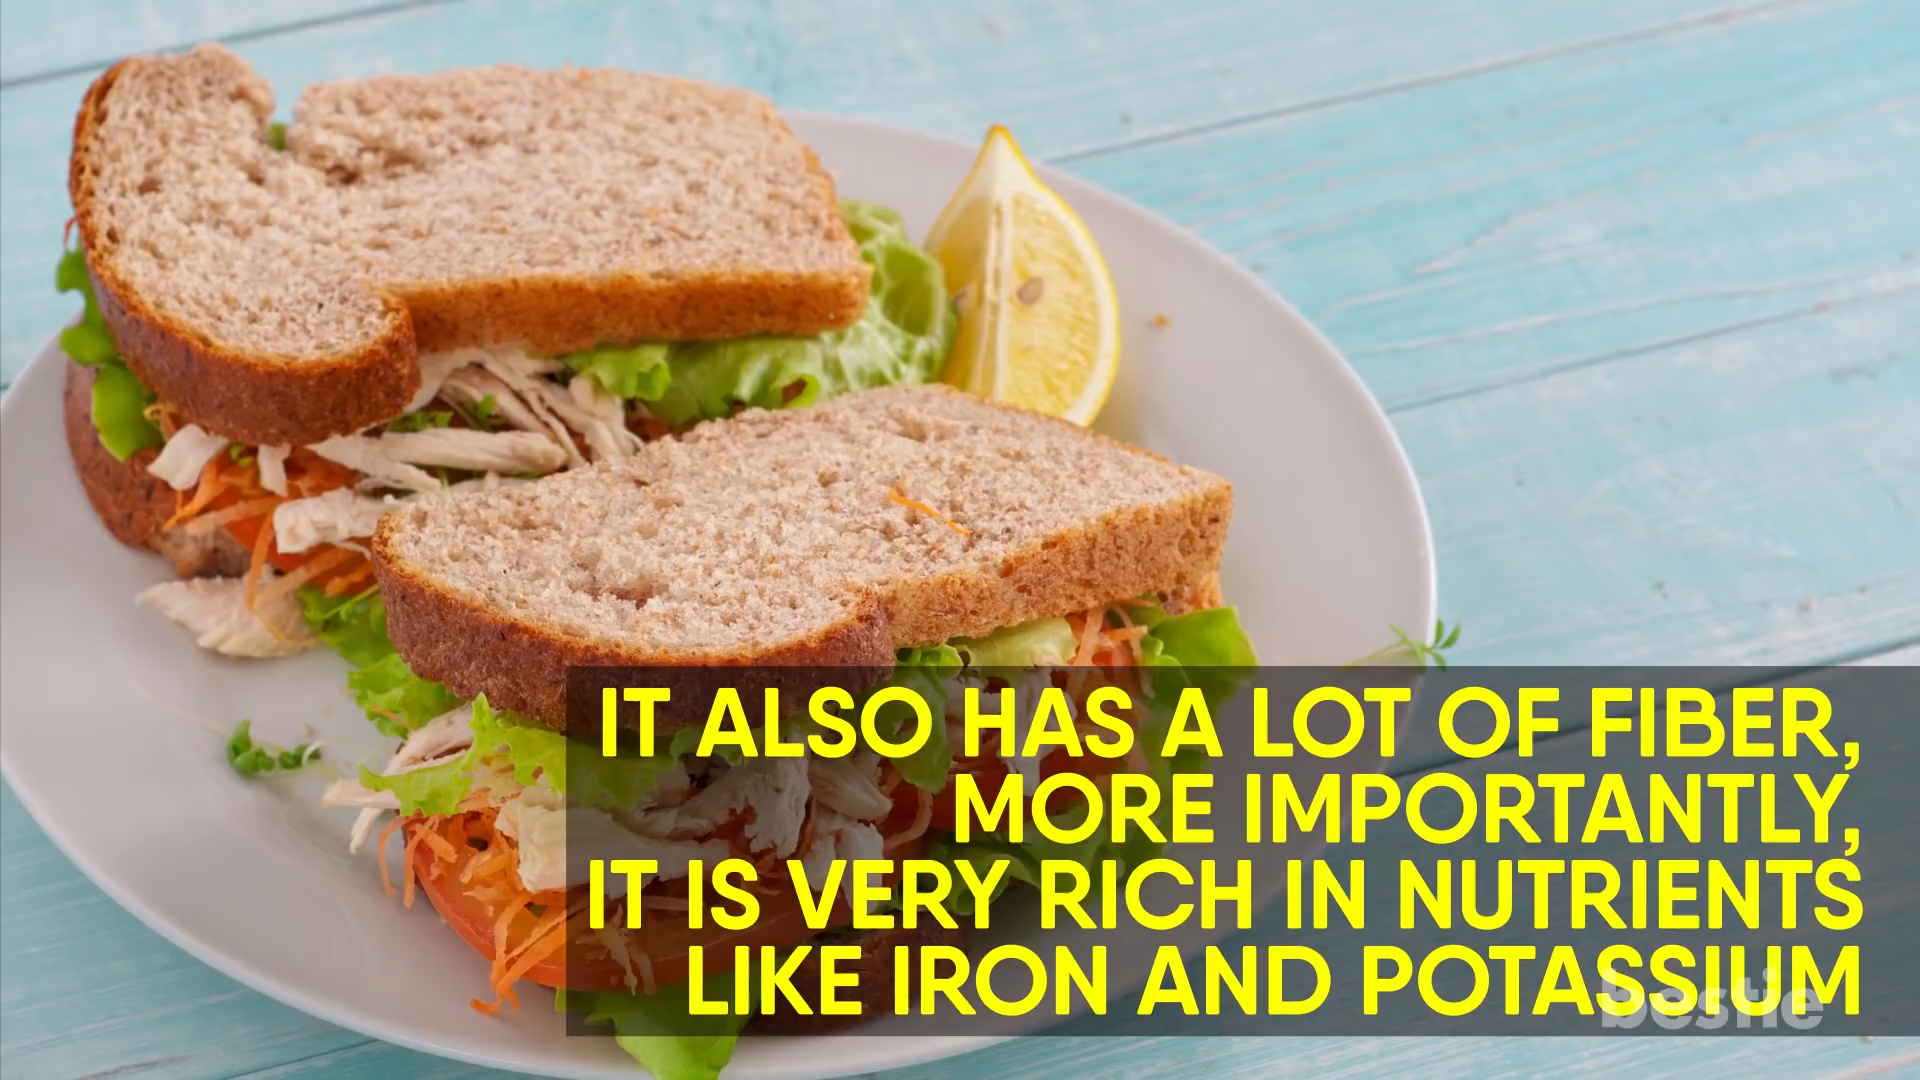 IT ALSO HAS A LOT OF FIBER,
MORE IMPORTANTLY,
IT IS VERY RICH IN NUTRIENTS
LIKE IRON AND POTASSIUM
bestie